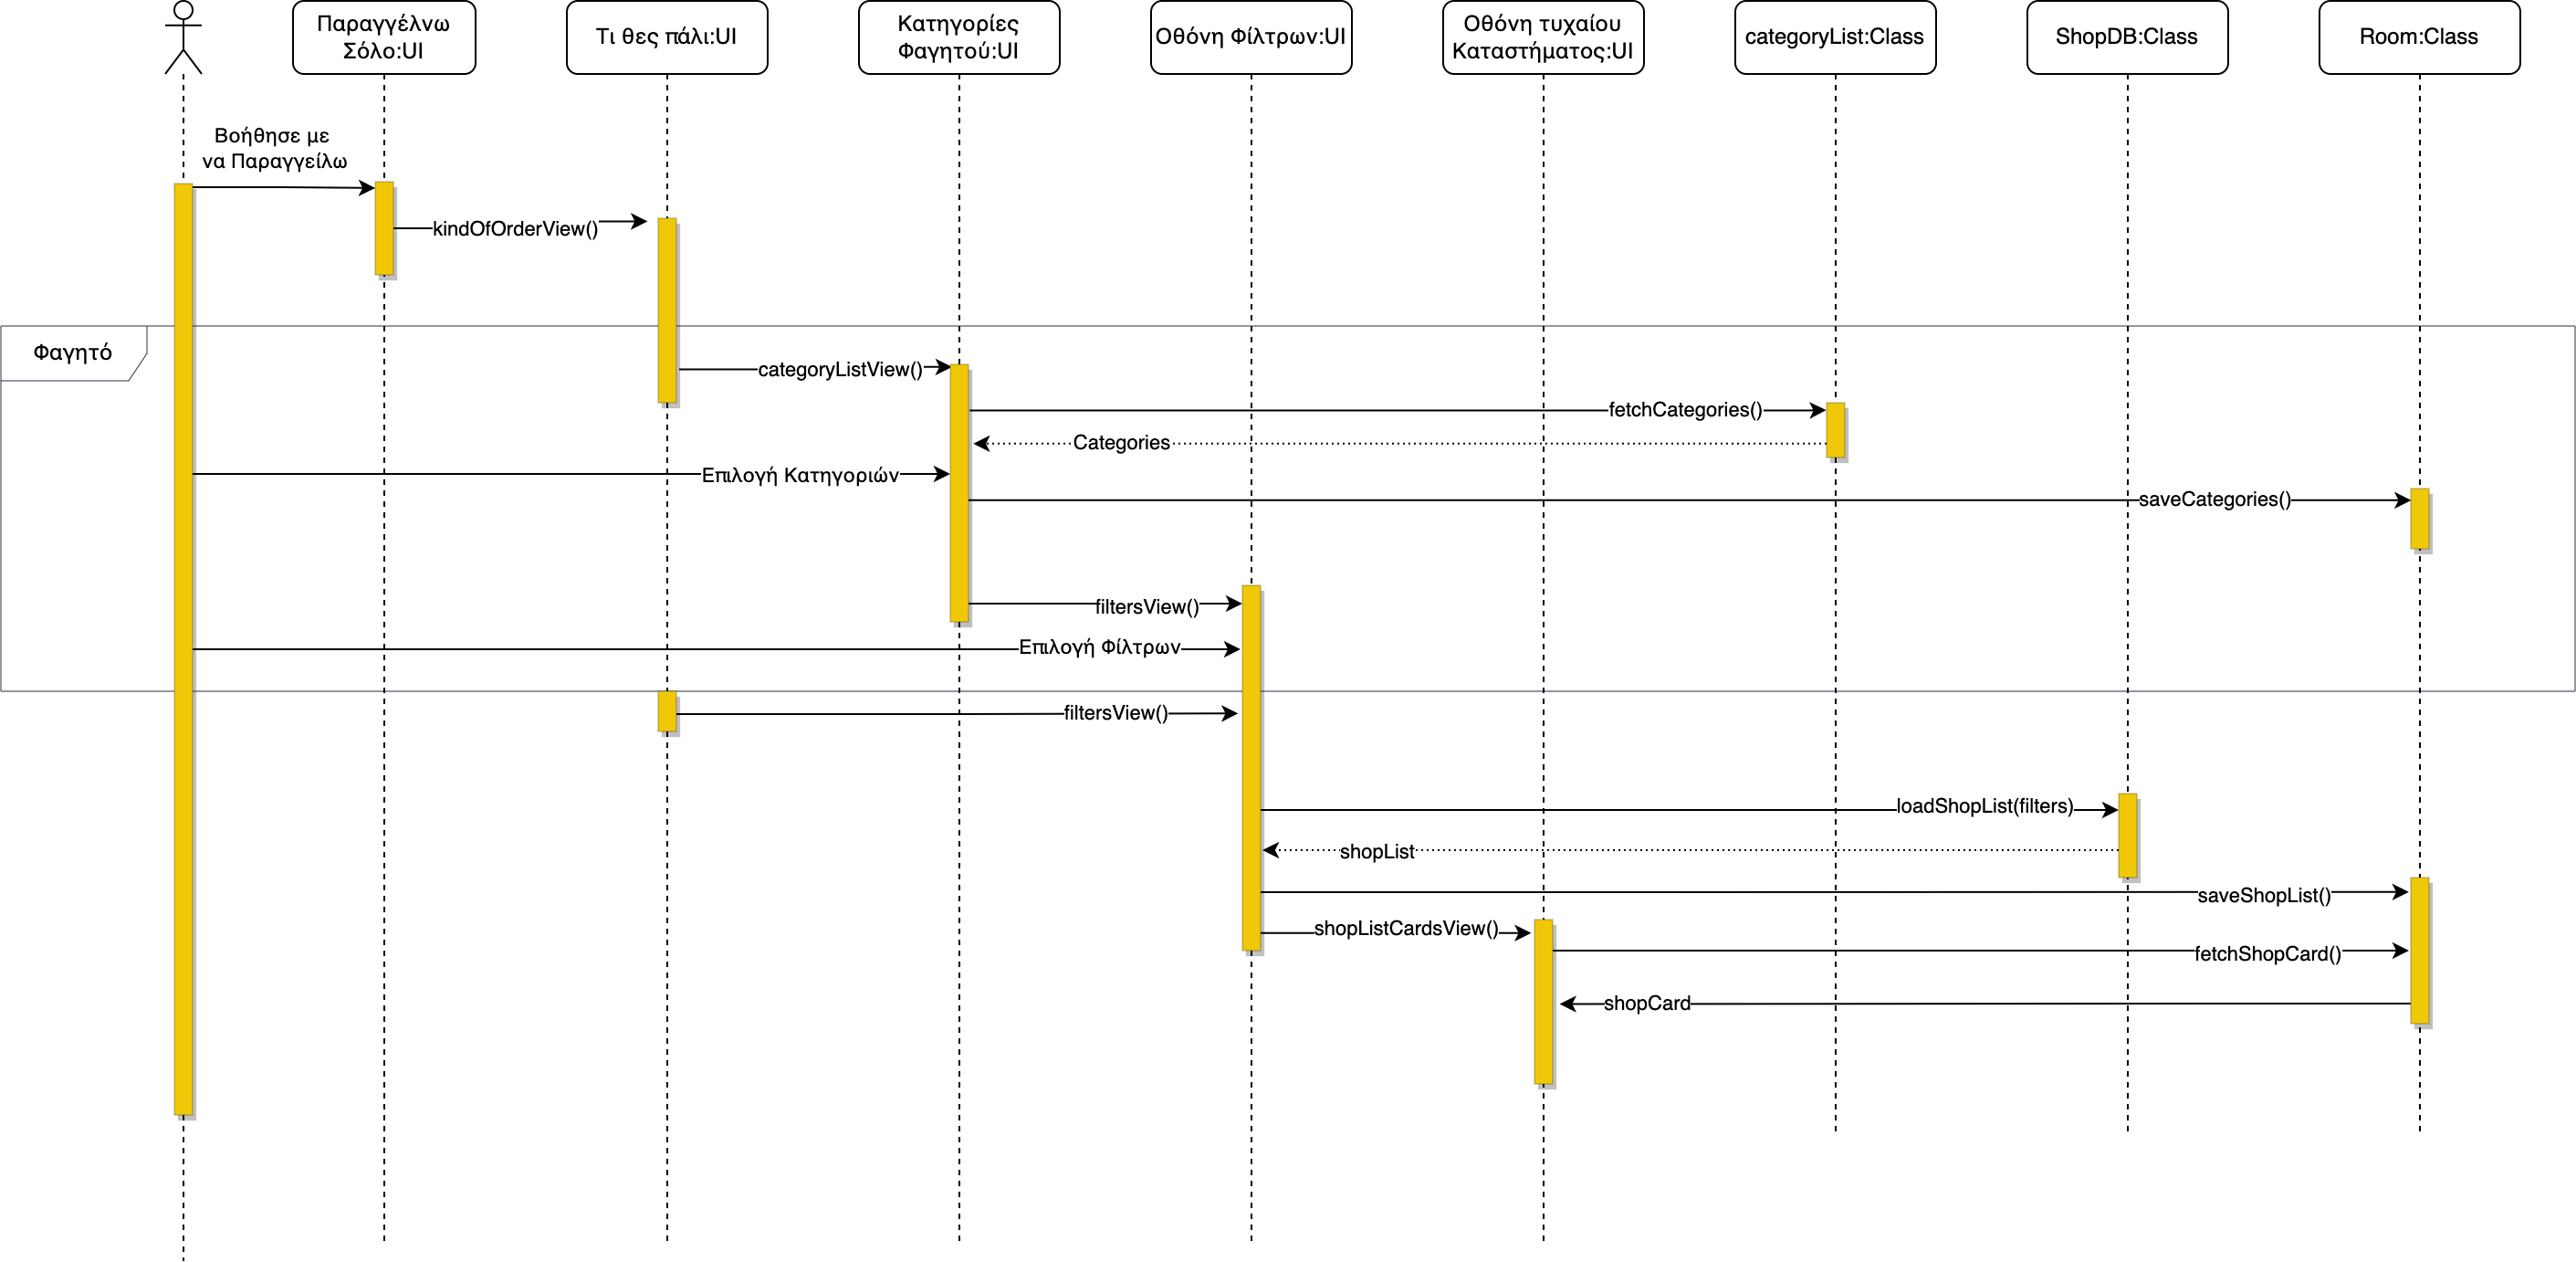 Παραγγέλνω
Σόλο:UI
Τι θες πάλι:UI
Κατηγορίες
Φαγητού:UI
Οθόνη Φίλτρων:UI
Οθόνη τυχαίου
Καταστήματος:UI
categoryList:Class
ShopDB:Class
Room:Class
Βοήθησε με
να Παραγγείλω
kindOfOrderView()
Φαγητό
categoryListView()
fetchCategories()
Categories
Επιλογή Κατηγοριών
saveCategories()
filtersView()
Επιλογή Φίλτρων
filtersView()
loadShopList(filters)
shopList
saveShopList()
shopListCardsView()
fetchShopCard()
shopCard